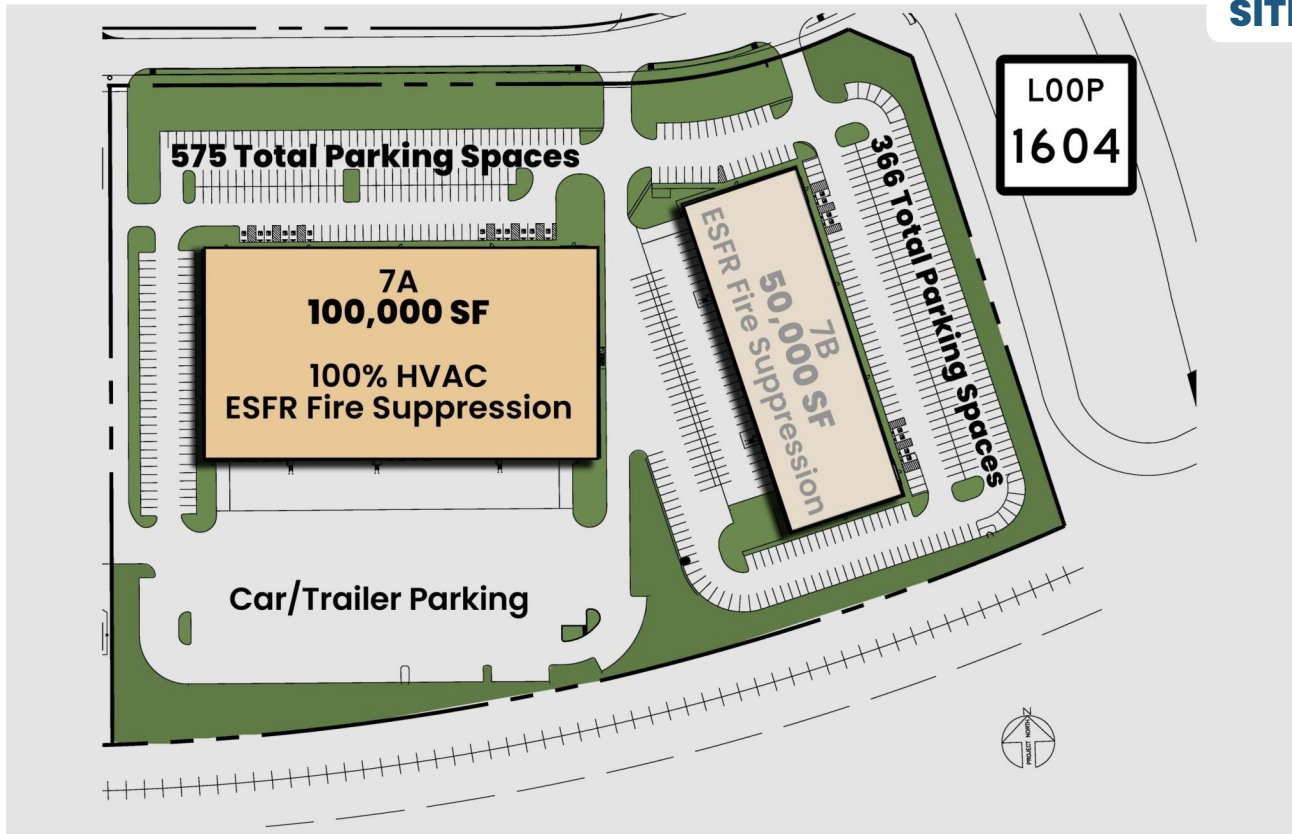 LOOP
1604
575 Total Parking Spaces
366 Total Parking Spaces
7A
100,000 SF
100% HVAC
ESFR Fire Suppression
7B
50,000 SF
ESFR Fire Suppression
Car/Trailer Parking
N
PROJECT NORTH